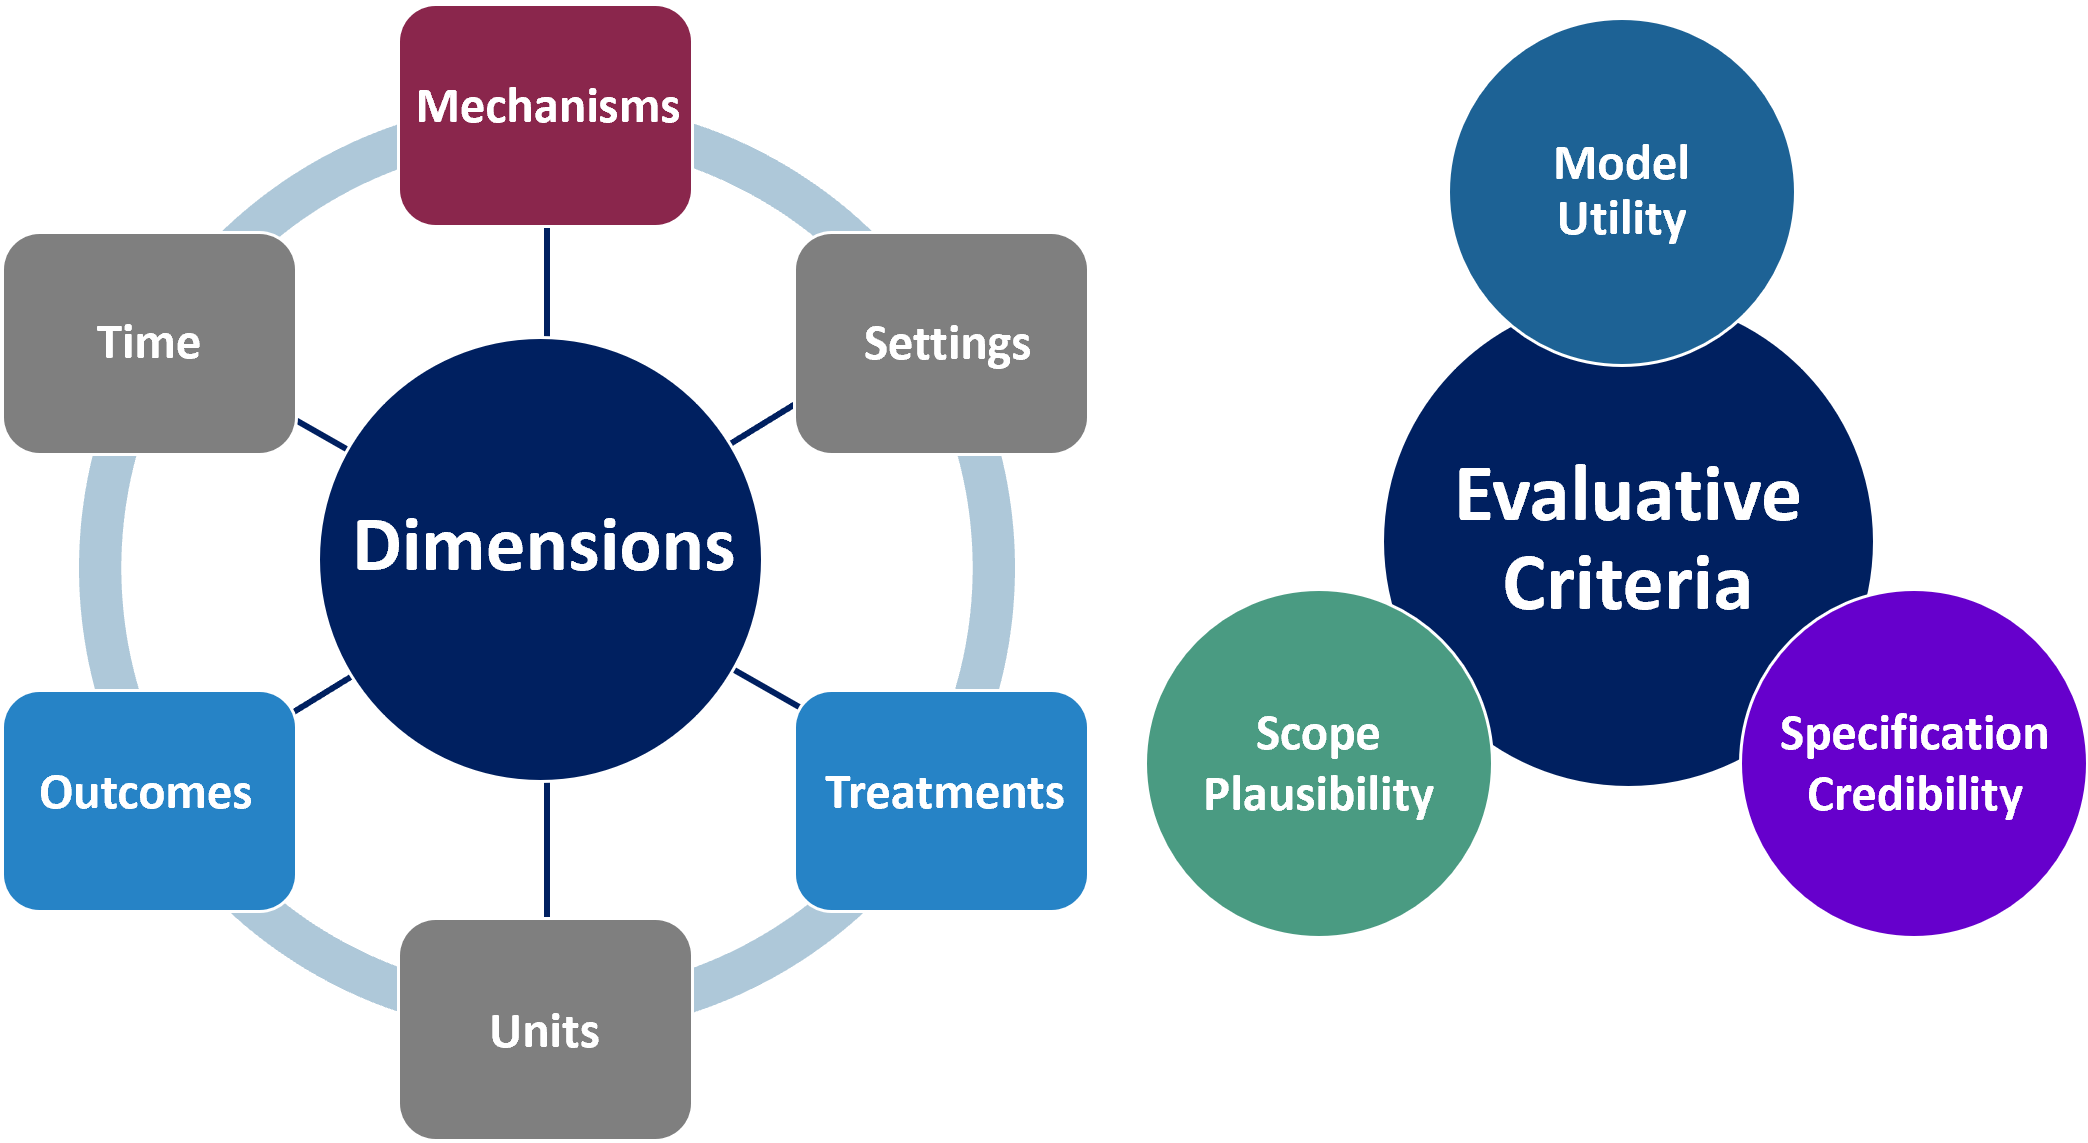 Mechanisms
Time
Settings
Dimensions
Outcomes
Treatments
Units
Model
Utility
Evaluative
Criteria
Scope
Plausibility
Specification
Credibility